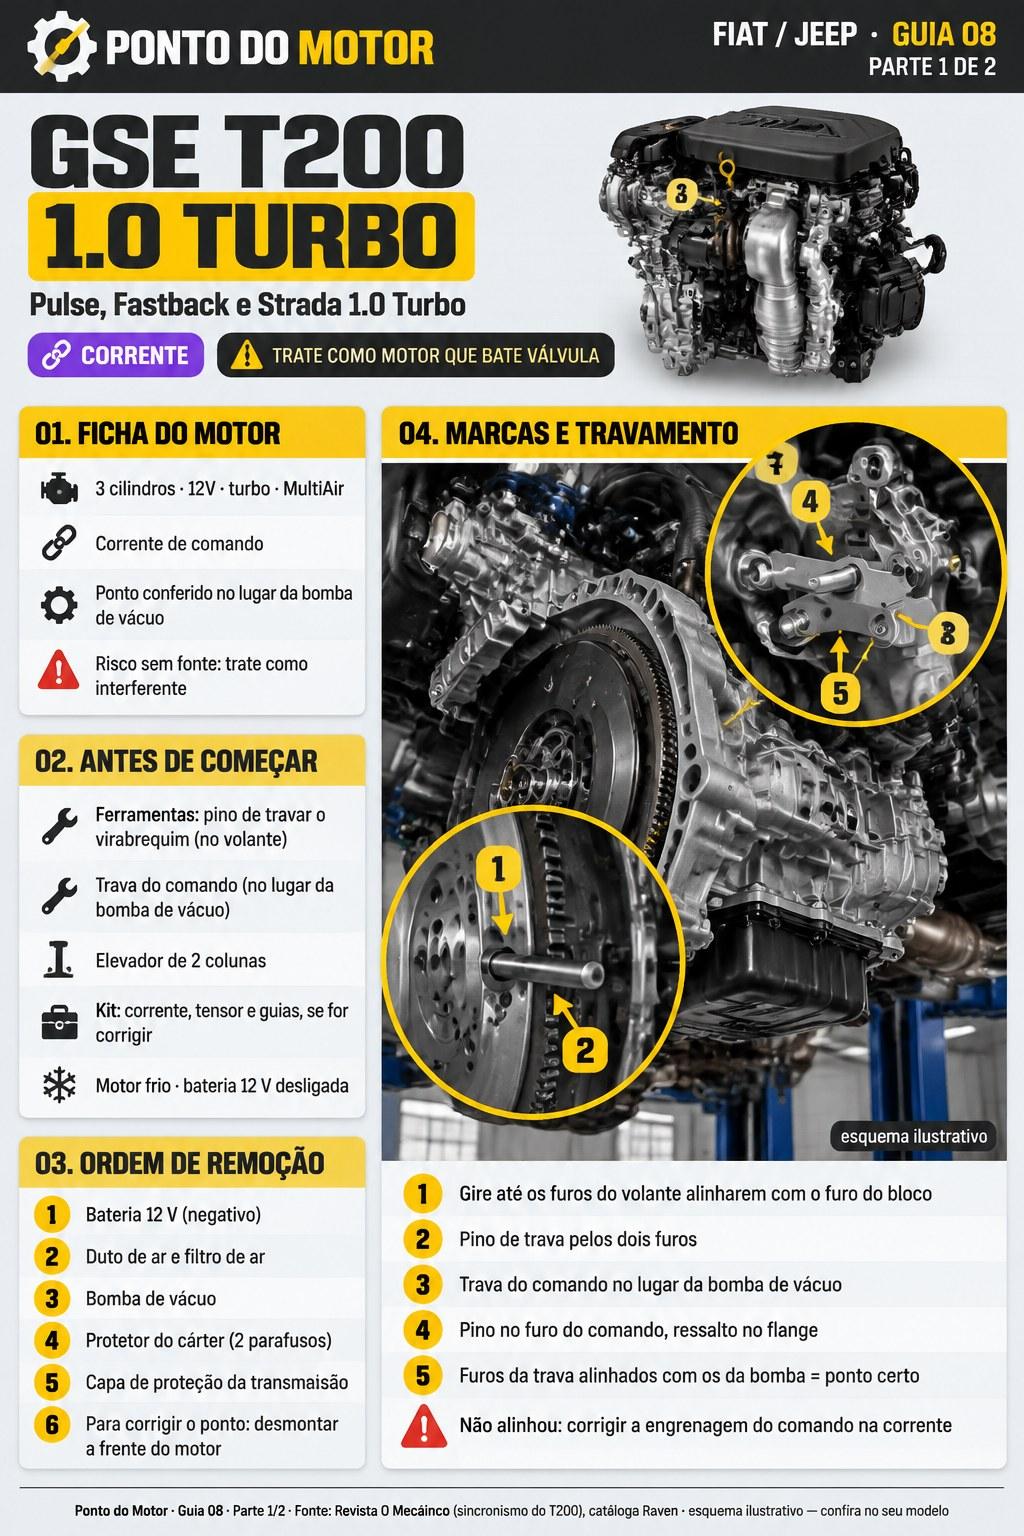 PONTO DO MOTOR
FIAT / JEEP · GUIA 08
PARTE 1 DE 2
GSE T200
1.0 TURBO
Pulse, Fastback e Strada 1.0 Turbo
CORRENTE
TRATE COMO MOTOR QUE BATE VÁLVULA
3
01. FICHA DO MOTOR
3 cilindros · 12V · turbo · MultiAir
Corrente de comando
Ponto conferido no lugar da bomba
de vácuo
Risco sem fonte: trate como
interferente
02. ANTES DE COMEÇAR
Ferramentas: pino de travar o
virabrequim (no volante)
Trava do comando (no lugar da
bomba de vácuo)
Elevador de 2 colunas
Kit: corrente, tensor e guias, se for
corrigir
Motor frio · bateria 12 V desligada
03. ORDEM DE REMOÇÃO
1 Bateria 12 V (negativo)
2 Duto de ar e filtro de ar
3 Bomba de vácuo
4 Protetor do cárter (2 parafusos)
5 Capa de proteção da transmaisão
6 Para corrigir o ponto: desmontar
a frente do motor
04. MARCAS E TRAVAMENTO
4
5
1
2
esquema ilustrativo
1 Gire até os furos do volante alinharem com o furo do bloco
2 Pino de trava pelos dois furos
3 Trava do comando no lugar da bomba de vácuo
4 Pino no furo do comando, ressalto no flange
5 Furos da trava alinhados com os da bomba = ponto certo
Não alinhou: corrigir a engrenagem do comando na corrente
Ponto do Motor · Guia 08 · Parte 1/2 · Fonte: Revista O Mecáinco (sincronismo do T200), catáloga Raven · esquema ilustrativo — confira no seu modelo